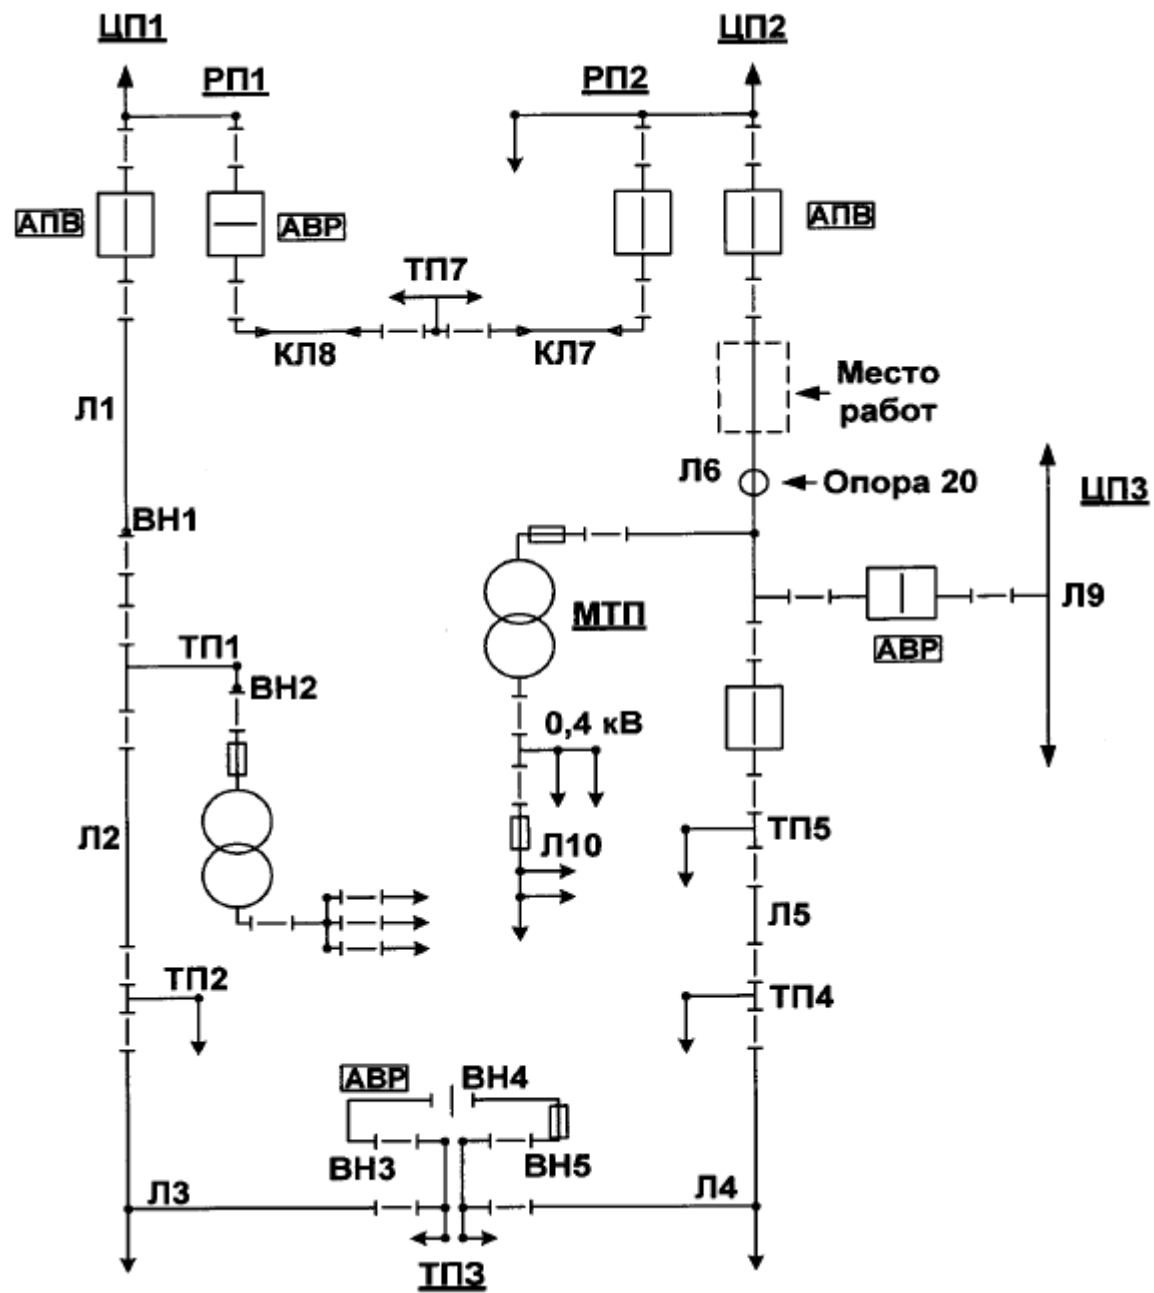 ЦП1
ЦП2
РП1
РП2
АПВ
АВР
АПВ
ТП7
КЛ8
КЛ7
Место
работ
Л1
Л6
Опора 20
ЦП3
ВН1
МТП
Л9
АВР
ТП1
ВН2
0,4 кВ
Л2
Л10
ТП5
Л5
ТП2
ТП4
АВР
ВН4
ВН3
ВН5
Л3
Л4
ТП3